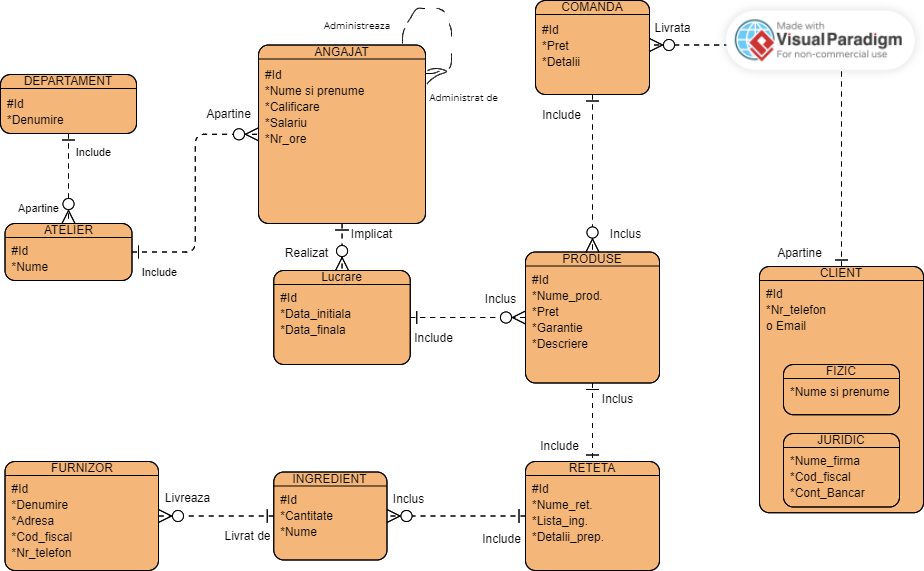 COMANDA
#Id
*Pret
*Detalii
Livrata
Made with
Visual Paradigm
For non-commercial use
Administreaza
Administrat de
ANGAJAT
#Id
*Nume si prenume
*Calificare
*Salariu
*Nr_ore
DEPARTAMENT
#Id
*Denumire
Include
Apartine
Apartine
ATELIER
#Id
*Nume
Include
Implicat
Realizat
Lucrare
#Id
*Data_initiala
*Data_finala
Include
Inclus
Include
Inclus
PRODUSE
#Id
*Nume_prod.
*Pret
*Garantie
*Descriere
Apartine
CLIENT
#Id
*Nr_telefon
o Email
FIZIC
*Nume si prenume
JURIDIC
*Nume_firma
*Cod_fiscal
*Cont_Bancar
Inclus
Include
FURNIZOR
#Id
*Denumire
*Adresa
*Cod_fiscal
*Nr_telefon
Livreaza
Livrat de
INGREDIENT
#Id
*Cantitate
*Nume
Inclus
Include
RETETA
#Id
*Nume_ret.
*Lista_ing.
*Detalii_prep.